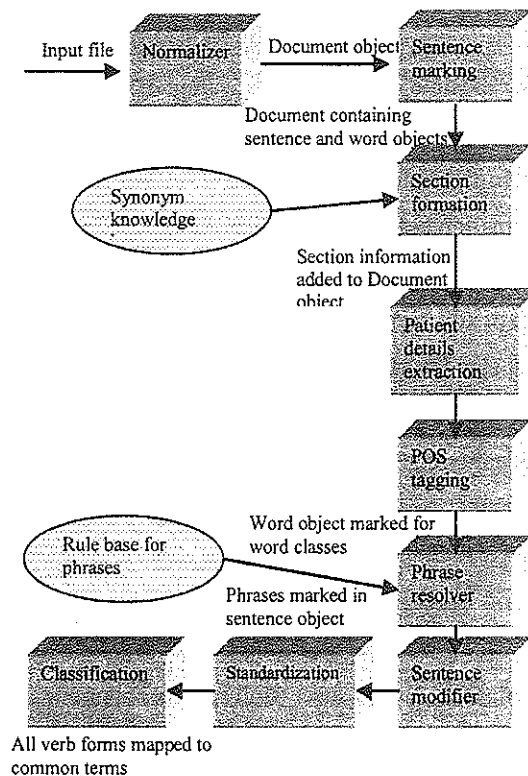 Input file
Normalizer
Document object
Sentence
marking
Document containing
sentence and word objects
Synonym
knowledge
Section
formation
Section information
added to Document
object
Patient
details
extraction
POS
tagging
Word object marked for
word classes
Rule base for
phrases
Phrase
resolver
Phrases marked in
sentence object
Classification
Standardization
Sentence
modifier
All verb forms mapped to
common terms